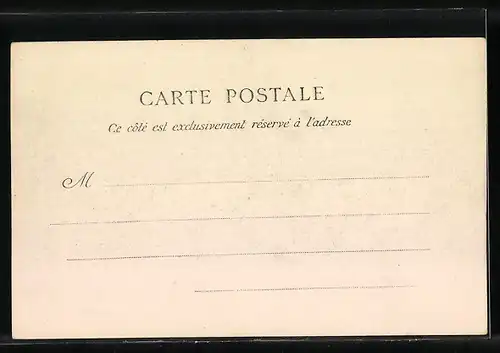 CARTE POSTALE
Ce côté est exclusivement réservé à l'adresse
M